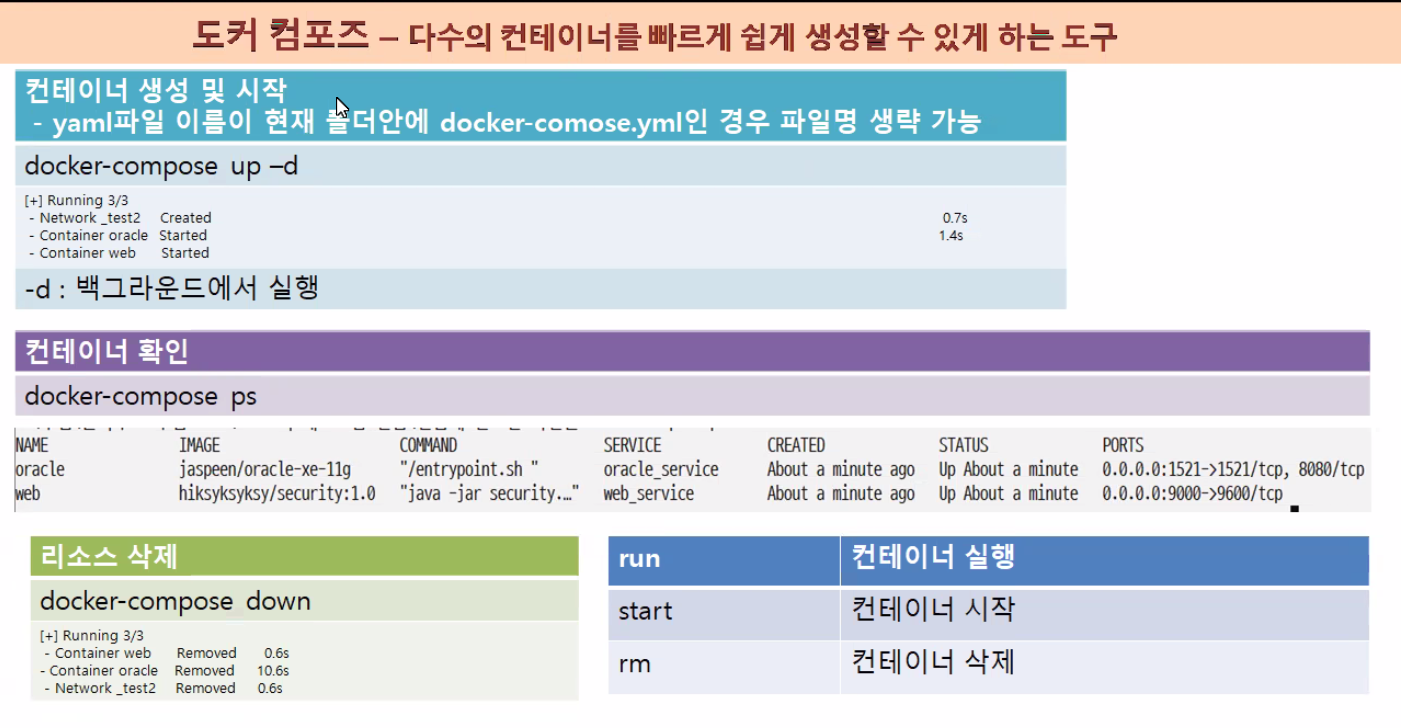 도커 컴포즈 – 다수의 컨테이너를 빠르게 쉽게 생성할 수 있게 하는 도구
컨테이너 생성 및 시작
- yaml파일 이름이 현재 폴더안에 docker-comose.yml인 경우 파일명 생략 가능
docker-compose up –d
[+] Running 3/3
- Network _test2 Created 0.7s
- Container oracle Started 1.4s
- Container web Started
-d : 백그라운드에서 실행
컨테이너 확인
docker-compose ps
NAME IMAGE COMMAND SERVICE CREATED STATUS PORTS
oracle jaspeen/oracle-xe-11g "/entrypoint.sh " oracle_service About a minute ago Up About a minute 0.0.0.0:1521->1521/tcp, 8080/tcp
web hiksyksyksy/security:1.0 "java -jar security.…" web_service About a minute ago Up About a minute 0.0.0.0:9000->9600/tcp
리소스 삭제
docker-compose down
[+] Running 3/3
- Container web Removed 0.6s
- Container oracle Removed 10.6s
- Network _test2 Removed 0.6s
run 컨테이너 실행
start 컨테이너 시작
rm 컨테이너 삭제